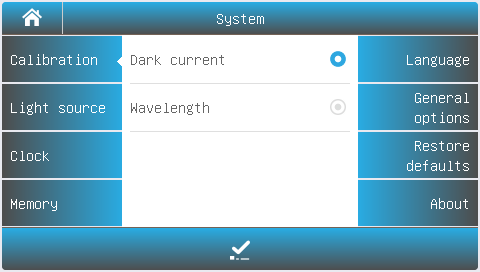 System
Calibration
Light source
Clock
Memory
Dark current
Wavelength
Language
General
options
Restore
defaults
About